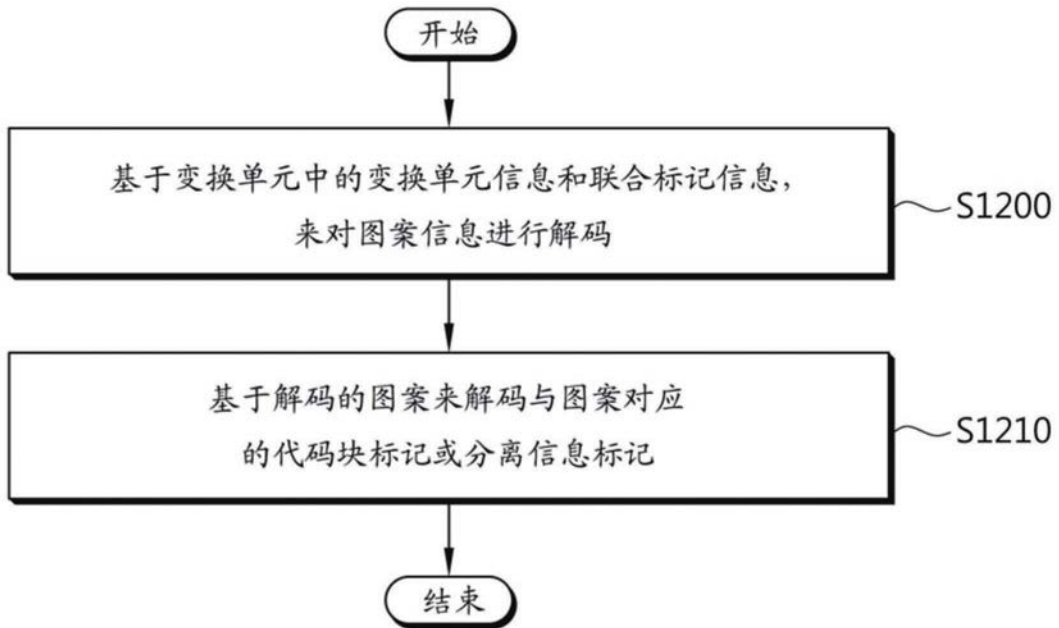 开始
基于变换单元中的变换单元信息和联合标记信息，
来对图案信息进行解码
S1200
基于解码的图案来解码与图案对应
的代码块标记或分离信息标记
S1210
结束